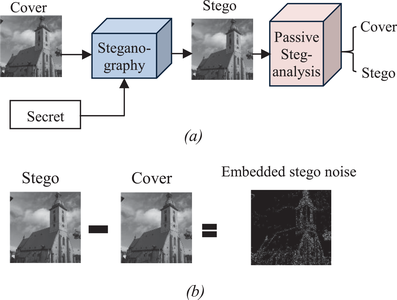 Cover
Stego
Stegano-
graphy
Passive
Steg-
analysis
Cover
Stego
Secret
(a)
Stego
Cover
Embedded stego noise
(b)